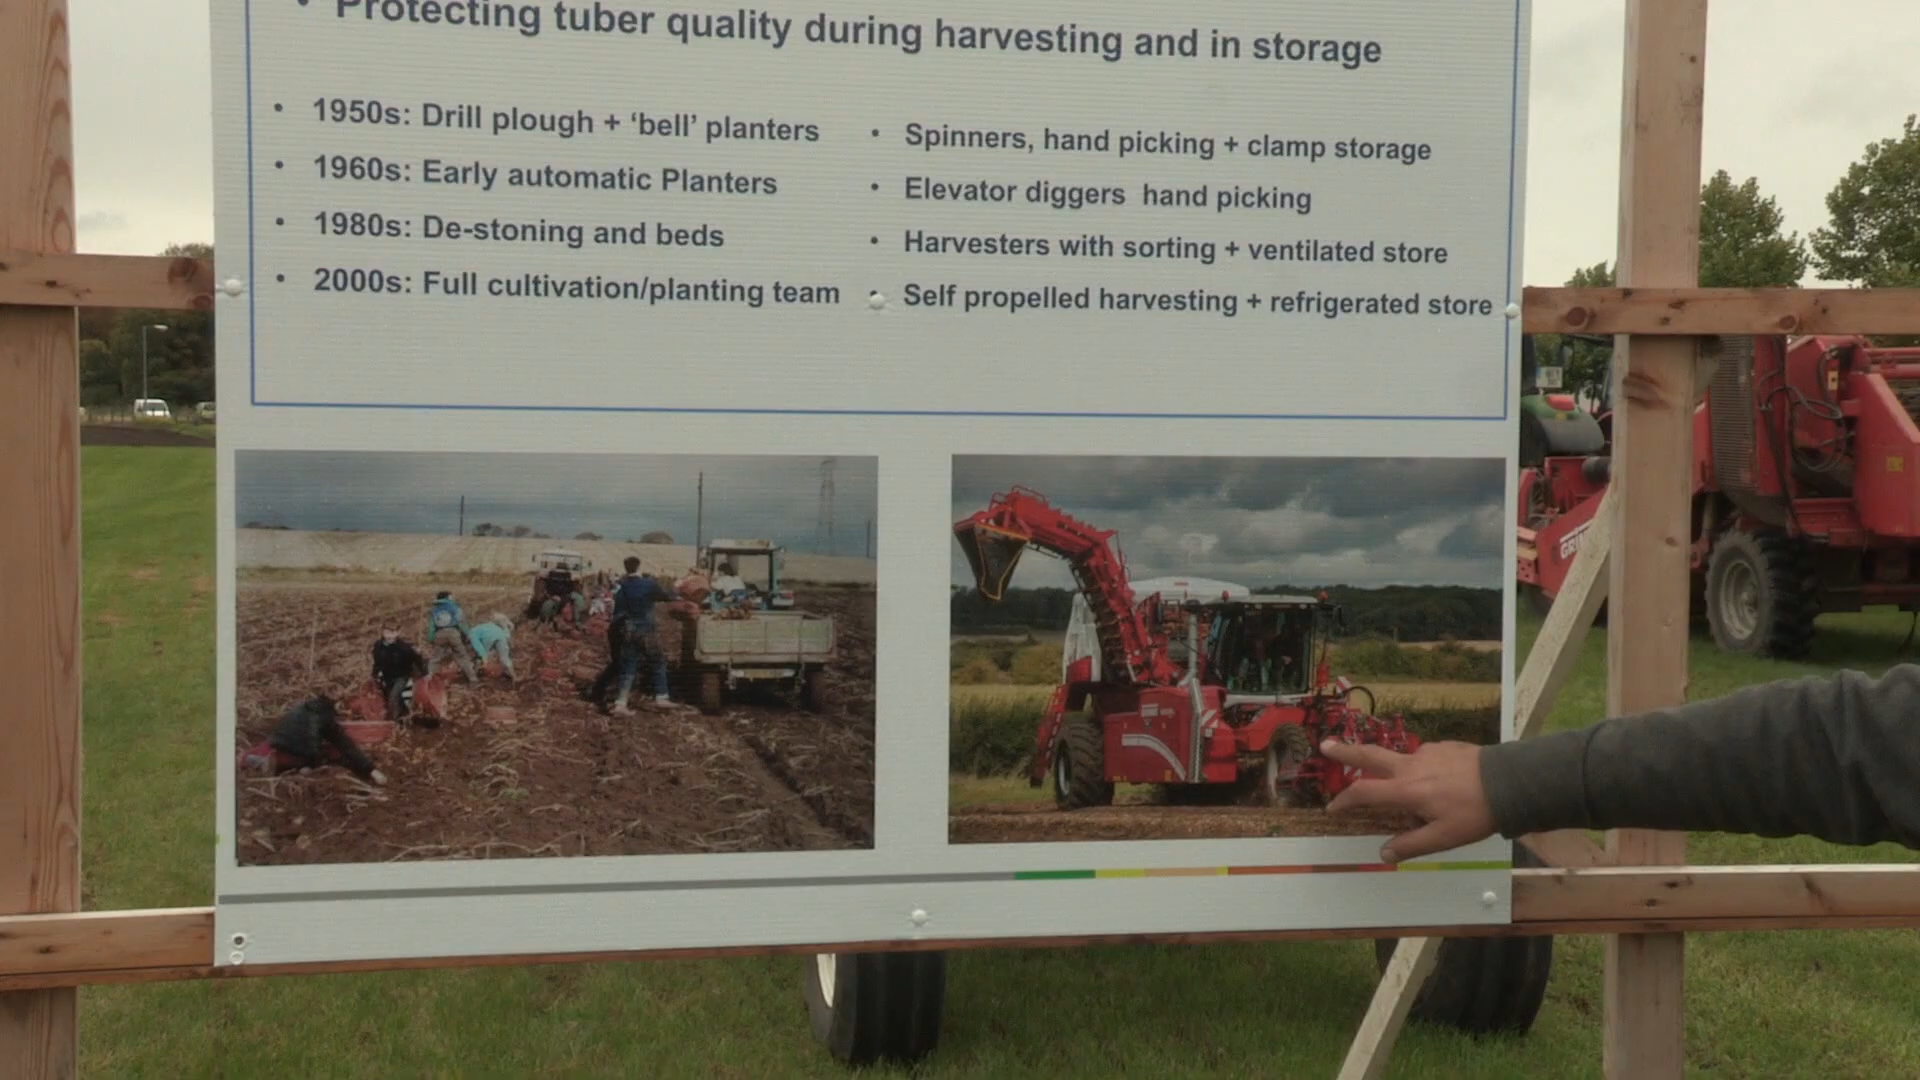 • Protecting tuber quality during harvesting and in storage
• 1950s: Drill plough + ‘bell’ planters
• 1960s: Early automatic Planters
• 1980s: De-stoning and beds
• 2000s: Full cultivation/planting team
• Spinners, hand picking + clamp storage
• Elevator diggers hand picking
• Harvesters with sorting + ventilated store
• Self propelled harvesting + refrigerated store